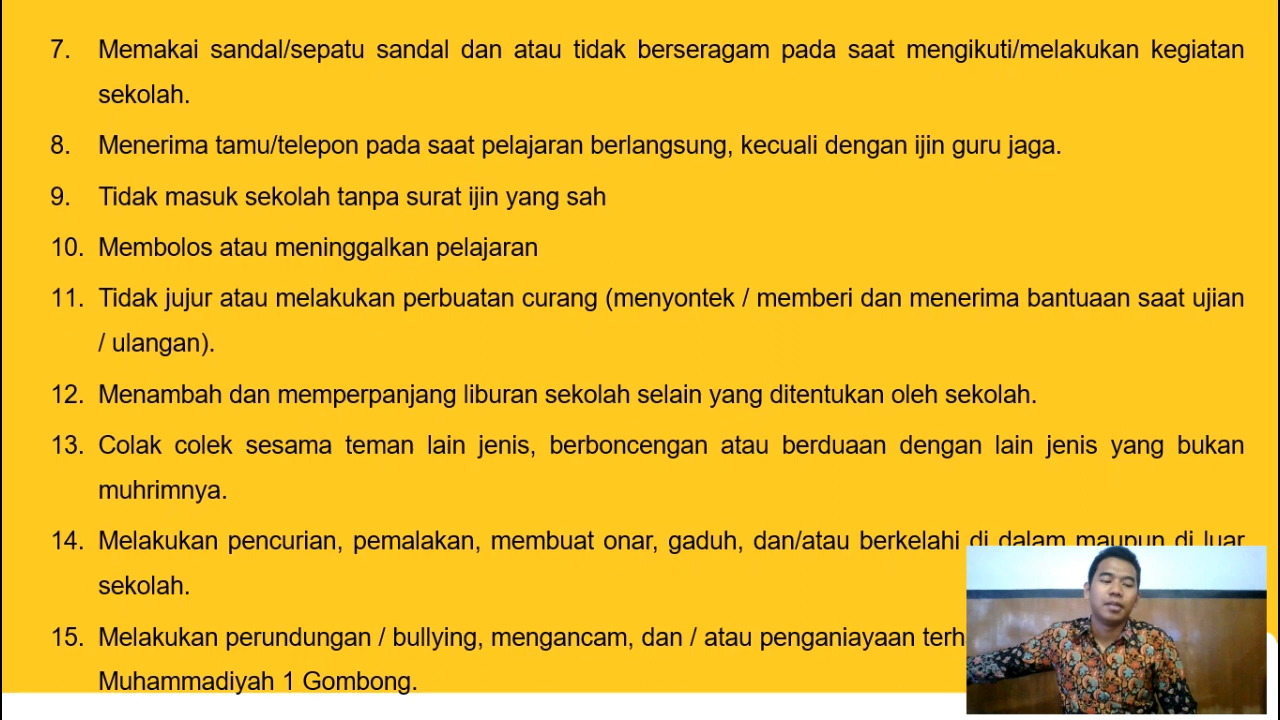 7. Memakai sandal/sepatu sandal dan atau tidak berseragam pada saat mengikuti/melakukan kegiatan
sekolah.
8. Menerima tamu/telepon pada saat pelajaran berlangsung, kecuali dengan ijin guru jaga.
9. Tidak masuk sekolah tanpa surat ijin yang sah
10. Membolos atau meninggalkan pelajaran
11. Tidak jujur atau melakukan perbuatan curang (menyontek / memberi dan menerima bantuaan saat ujian
/ ulangan).
12. Menambah dan memperpanjang liburan sekolah selain yang ditentukan oleh sekolah.
13. Colak colek sesama teman lain jenis, berboncengan atau berduaan dengan lain jenis yang bukan
muhrimnya.
14. Melakukan pencurian, pemalakan, membuat onar, gaduh, dan/atau berkelahi di dalam maupun di luar
sekolah.
15. Melakukan perundungan / bullying, mengancam, dan / atau penganiayaan
Muhammadiyah 1 Gombong.